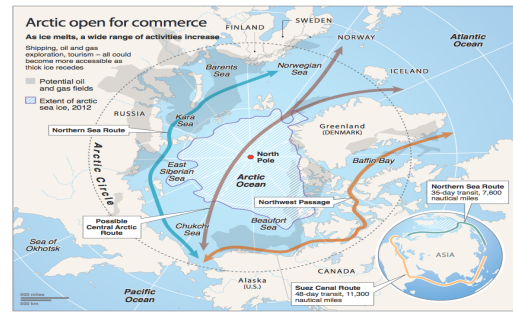 Arctic open for commerce
As ice melts, a wide range of activities increase
Shipping, oil and gas
exploration, tourism – all could
become more accessible as
thick ice recedes
Potential oil
and gas fields
Extent of arctic
sea ice, 2012
FINLAND
SWEDEN
NORWAY
Atlantic
Ocean
ICELAND
Barents
Sea
Norwegian
Sea
RUSSIA
Kara
Sea
Northern Sea Route
Greenland
(DENMARK)
North
Pole
Baffin Bay
Arctic Circle
East
Siberian
Sea
Arctic
Ocean
Northwest Passage
Northern Sea Route
35-day transit, 7,600
nautical miles
Possible
Central Arctic
Route
Chukchi
Sea
Beaufort
Sea
ASIA
Sea of
Okhotsk
CANADA
Suez Canal Route
48-day transit, 11,300
nautical miles
Alaska
(U.S.)
Pacific
Ocean
500 miles
500 km